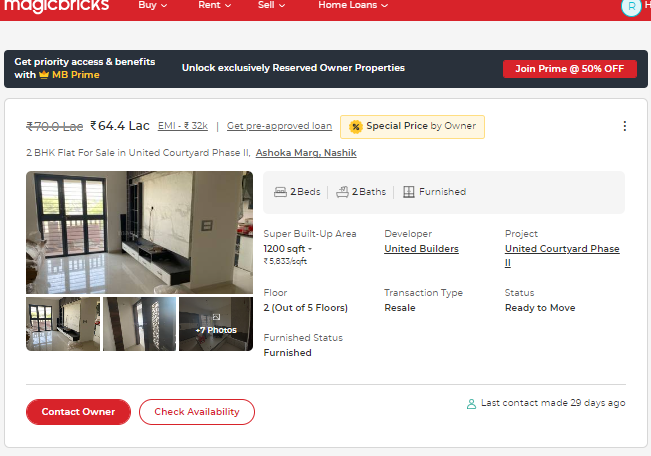 magicbricks Buy Rent Sell Home Loans R H
Get priority access & benefits
with MB Prime
Unlock exclusively Reserved Owner Properties
Join Prime @ 50% OFF
₹70.0 Lac ₹64.4 Lac EMI - ₹ 32k | Get pre-approved loan Special Price by Owner
2 BHK Flat For Sale in United Courtyard Phase II, Ashoka Marg, Nashik
2 Beds 2 Baths Furnished
Super Built-Up Area Developer Project
1200 sqft United Builders United Courtyard Phase
₹ 5,833/sqft II
Floor Transaction Type Status
2 (Out of 5 Floors) Resale Ready to Move
+7 Photos
Furnished Status
Furnished
Contact Owner Check Availability Last contact made 29 days ago